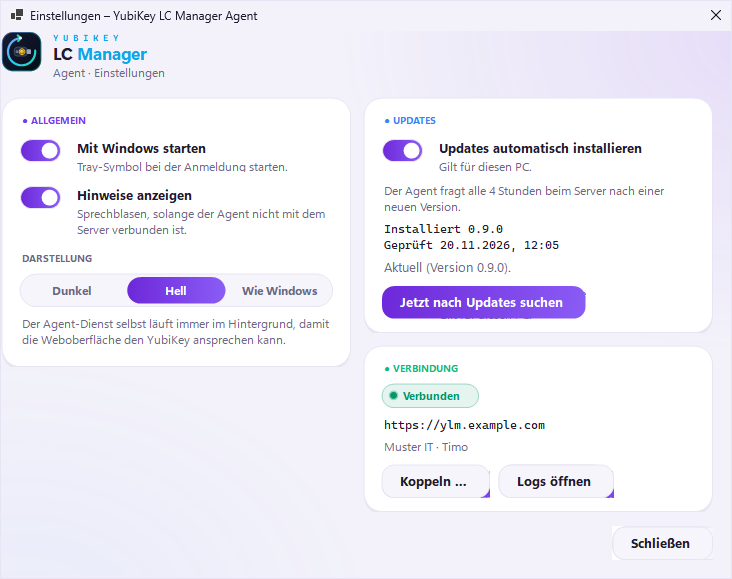 Einstellungen – YubiKey LC Manager Agent
YUBIKEY
LC Manager
Agent · Einstellungen
ALLGEMEIN
Mit Windows starten
Tray-Symbol bei der Anmeldung starten.
Hinweise anzeigen
Sprechblasen, solange der Agent nicht mit dem
Server verbunden ist.
DARSTELLUNG
Dunkel
Hell
Wie Windows
Der Agent-Dienst selbst läuft immer im Hintergrund, damit
die Weboberfläche den YubiKey ansprechen kann.
UPDATES
Updates automatisch installieren
Gilt für diesen PC.
Der Agent fragt alle 4 Stunden beim Server nach einer
neuen Version.
Installiert 0.9.0
Geprüft 20.11.2026, 12:05
Aktuell (Version 0.9.0).
Jetzt nach Updates suchen
VERBINDUNG
Verbunden
https://ylm.example.com
Muster IT · Timo
Koppeln ...
Logs öffnen
Schließen